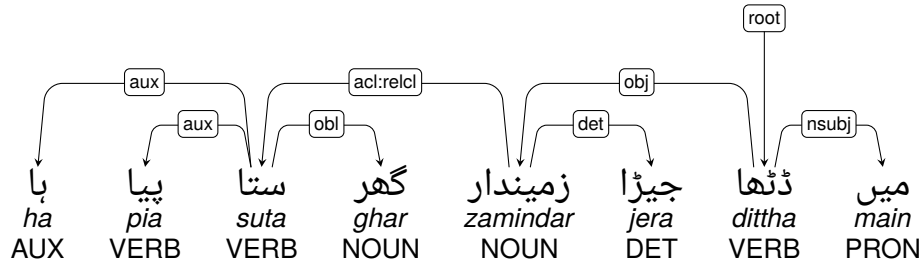 root
aux acl:relcl obj
aux obl det nsubj
میں ڈٹھا جیڑا زمیندار گھر ستا پیا ہا
ha pia suta ghar zamindar jera dittha main
AUX VERB VERB NOUN NOUN DET VERB PRON